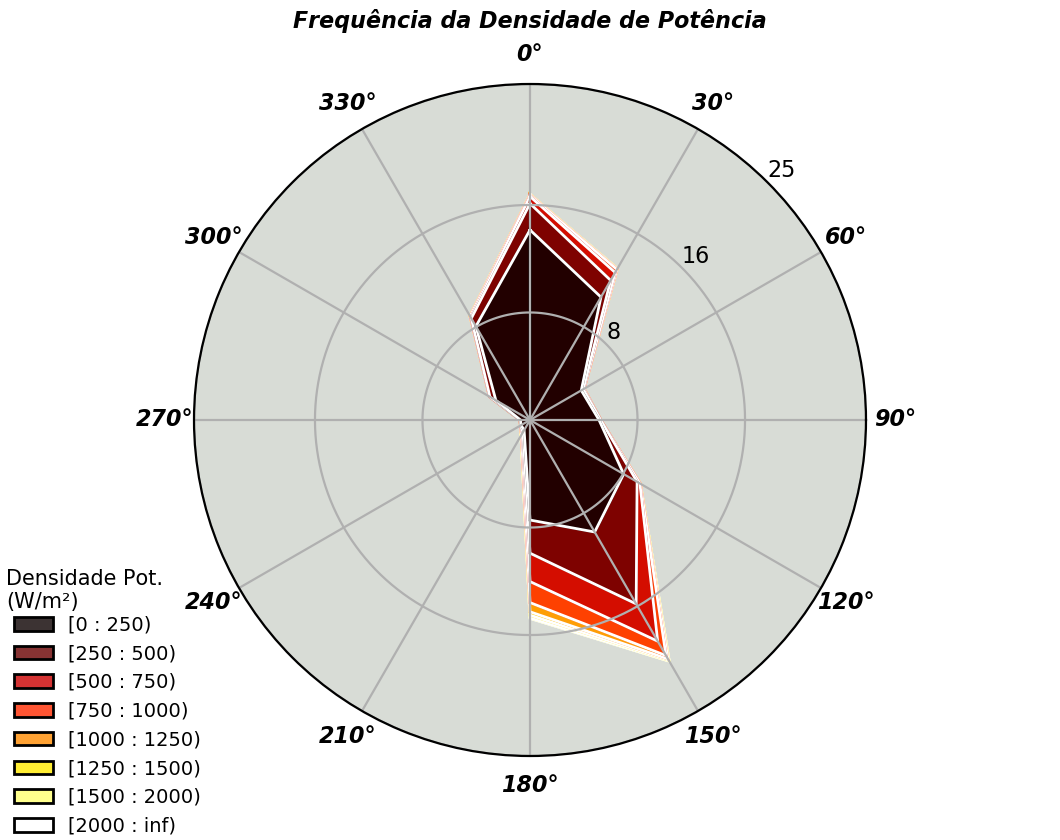 Frequência da Densidade de Potência
0°
330°
30°
25
300°
60°
16
8
270°
90°
240°
120°
210°
150°
180°
Densidade Pot.
(W/m²)
[0 : 250)
[250 : 500)
[500 : 750)
[750 : 1000)
[1000 : 1250)
[1250 : 1500)
[1500 : 2000)
[2000 : inf)